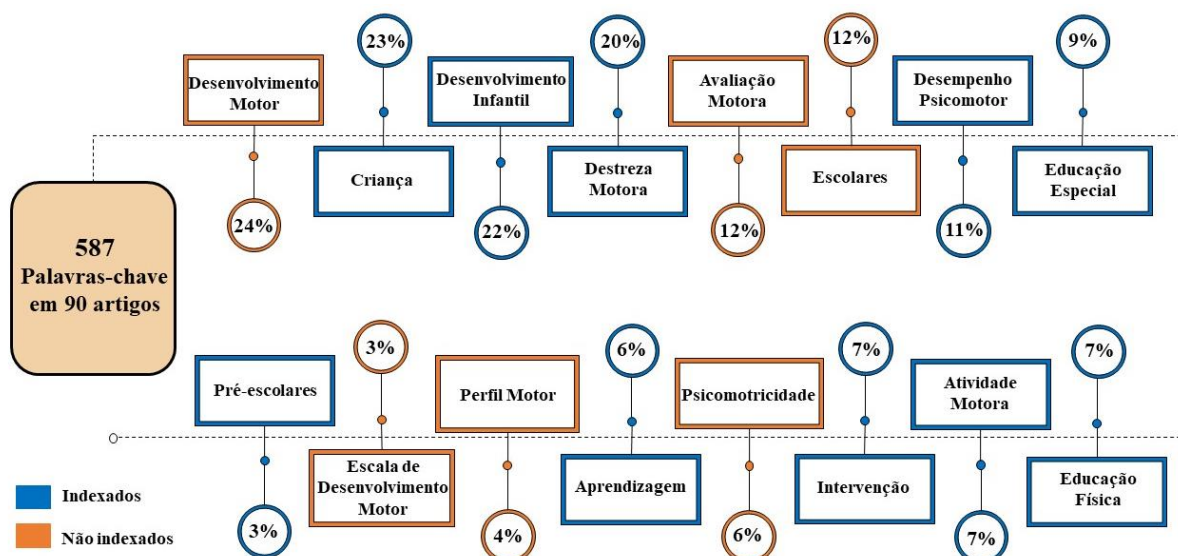 587
Palavras-chave
em 90 artigos
Desenvolvimento
Motor
24%
23%
Criança
Desenvolvimento
Infantil
22%
20%
Destreza
Motora
Avaliação
Motora
12%
12%
Escolares
Desempenho
Psicomotor
11%
9%
Educação
Especial
Pré-escolares
3%
3%
Escala de
Desenvolvimento
Motor
Perfil Motor
4%
6%
Aprendizagem
Psicomotricidade
6%
7%
Intervenção
Atividade
Motora
7%
7%
Educação
Física
Indexados
Não indexados